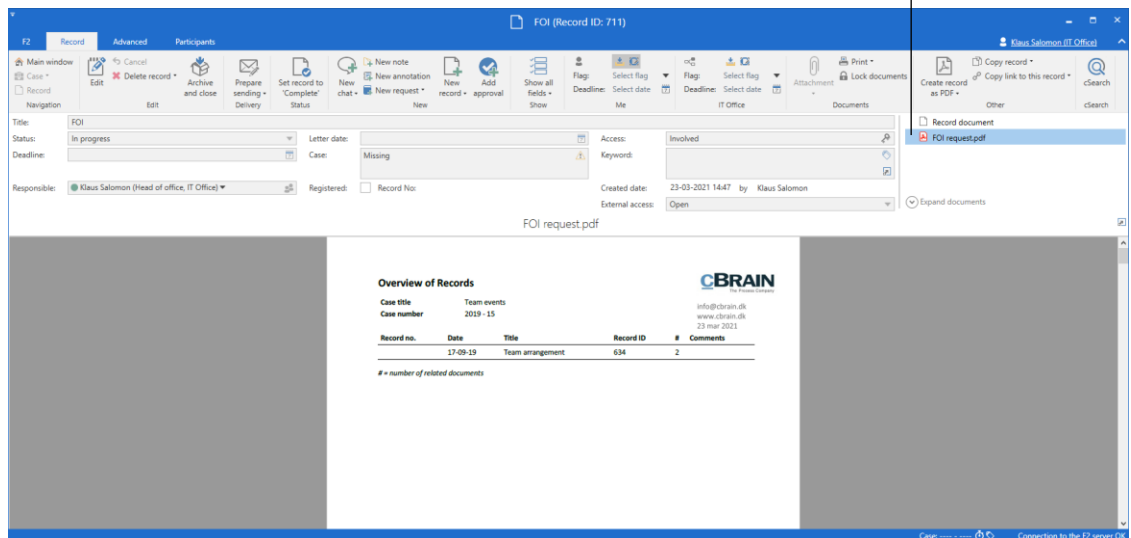 FOI (Record ID: 711)
F2 Record Advanced Participants Klaus Salomon (IT Office)
Main window
Case
Record
Navigation
Edit
Cancel
Delete record
Archive and close
Edit
Prepare sending
Delivery
Set record to 'Complete'
Status
New chat
New note
New annotation
New request
New record
Add approval
New
Show all fields
Show
Flag: Select flag
Deadline: Select date
Me
Flag: Select flag
Deadline: Select date
IT Office
Attachment
Print
Lock documents
Documents
Create record as PDF
Copy record
Copy link to this record
Other
cSearch
cSearch
Title: FOI
Status: In progress Letter date: Access: Involved
Deadline: Case: Missing Keyword:
Responsible: Klaus Salomon (Head of office, IT Office) Registered: Record No: Created date: 23-03-2021 14:47 by Klaus Salomon
External access: Open
Record document
FOI request.pdf
Expand documents
FOI request.pdf
Overview of Records
CBRAIN
The Process Company
Case title Team events
Case number 2019 - 15
info@cbrain.dk
www.cbrain.dk
23 mar 2021
Record no. Date Title Record ID # Comments
17-09-19 Team arrangement 634 2
# = number of related documents
Case: ---- - ---- Connection to the F2 server OK